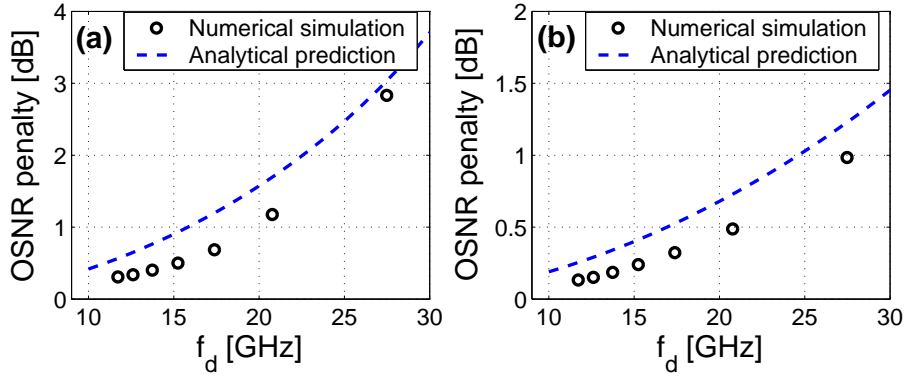 (a)
Numerical simulation
Analytical prediction
OSNR penalty [dB]
4
3
2
1
0
10 15 20 25 30
f_d [GHz]
(b)
Numerical simulation
Analytical prediction
OSNR penalty [dB]
2
1.5
1
0.5
0
10 15 20 25 30
f_d [GHz]